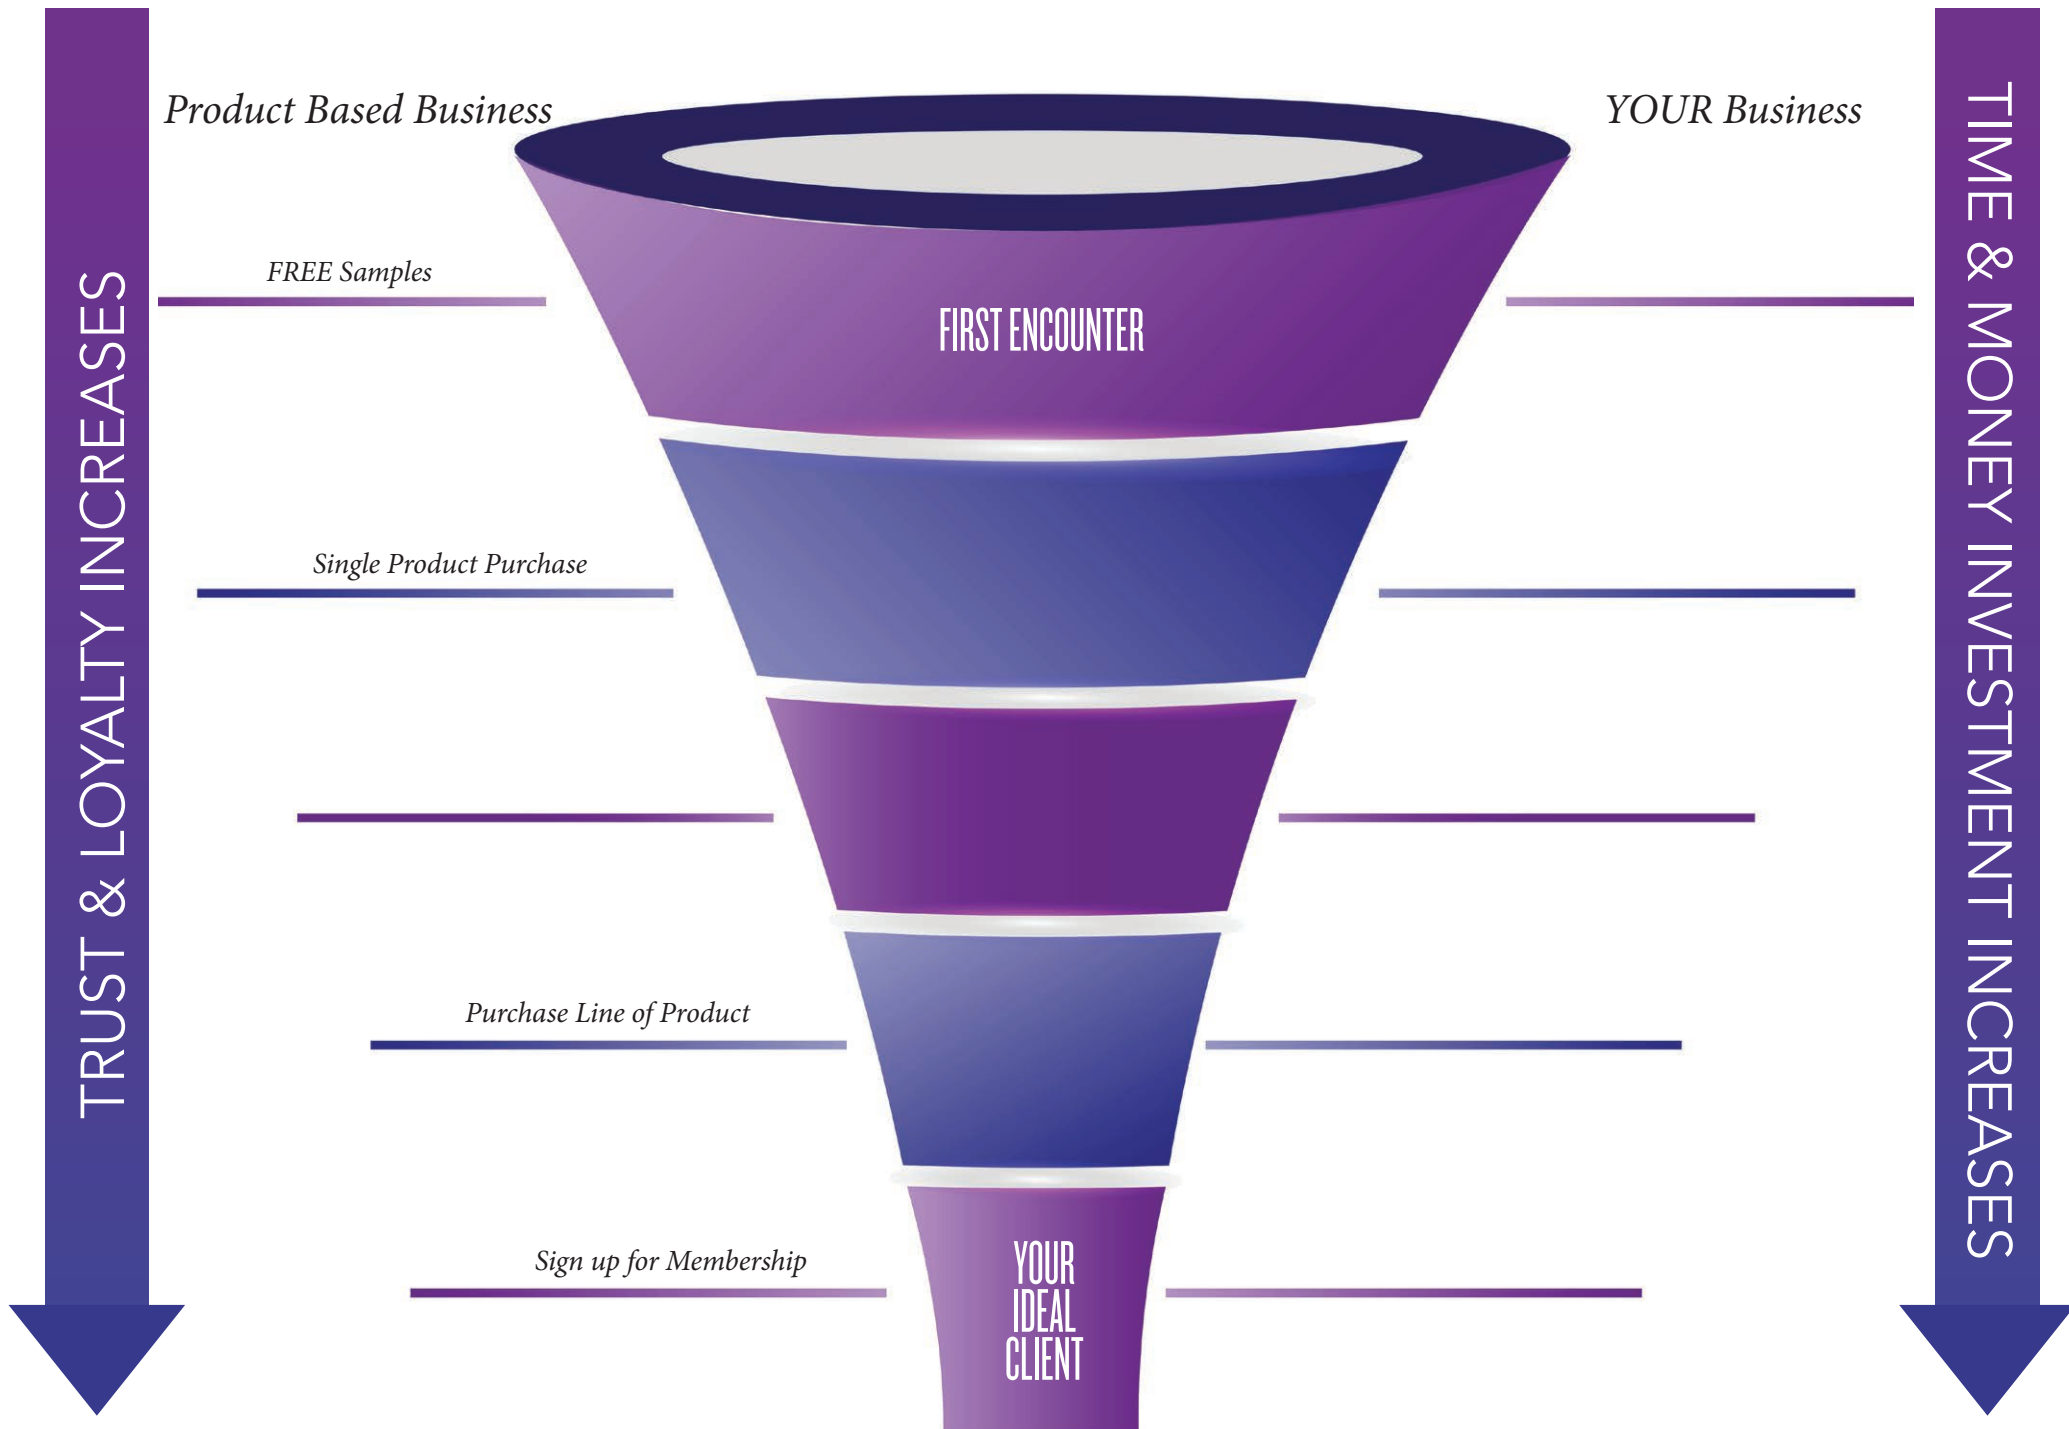 Product Based Business
YOUR Business
TRUST & LOYALTY INCREASES
TIME & MONEY INVESTMENT INCREASES
FREE Samples
FIRST ENCOUNTER
Single Product Purchase
Purchase Line of Product
Sign up for Membership
YOUR
IDEAL
CLIENT